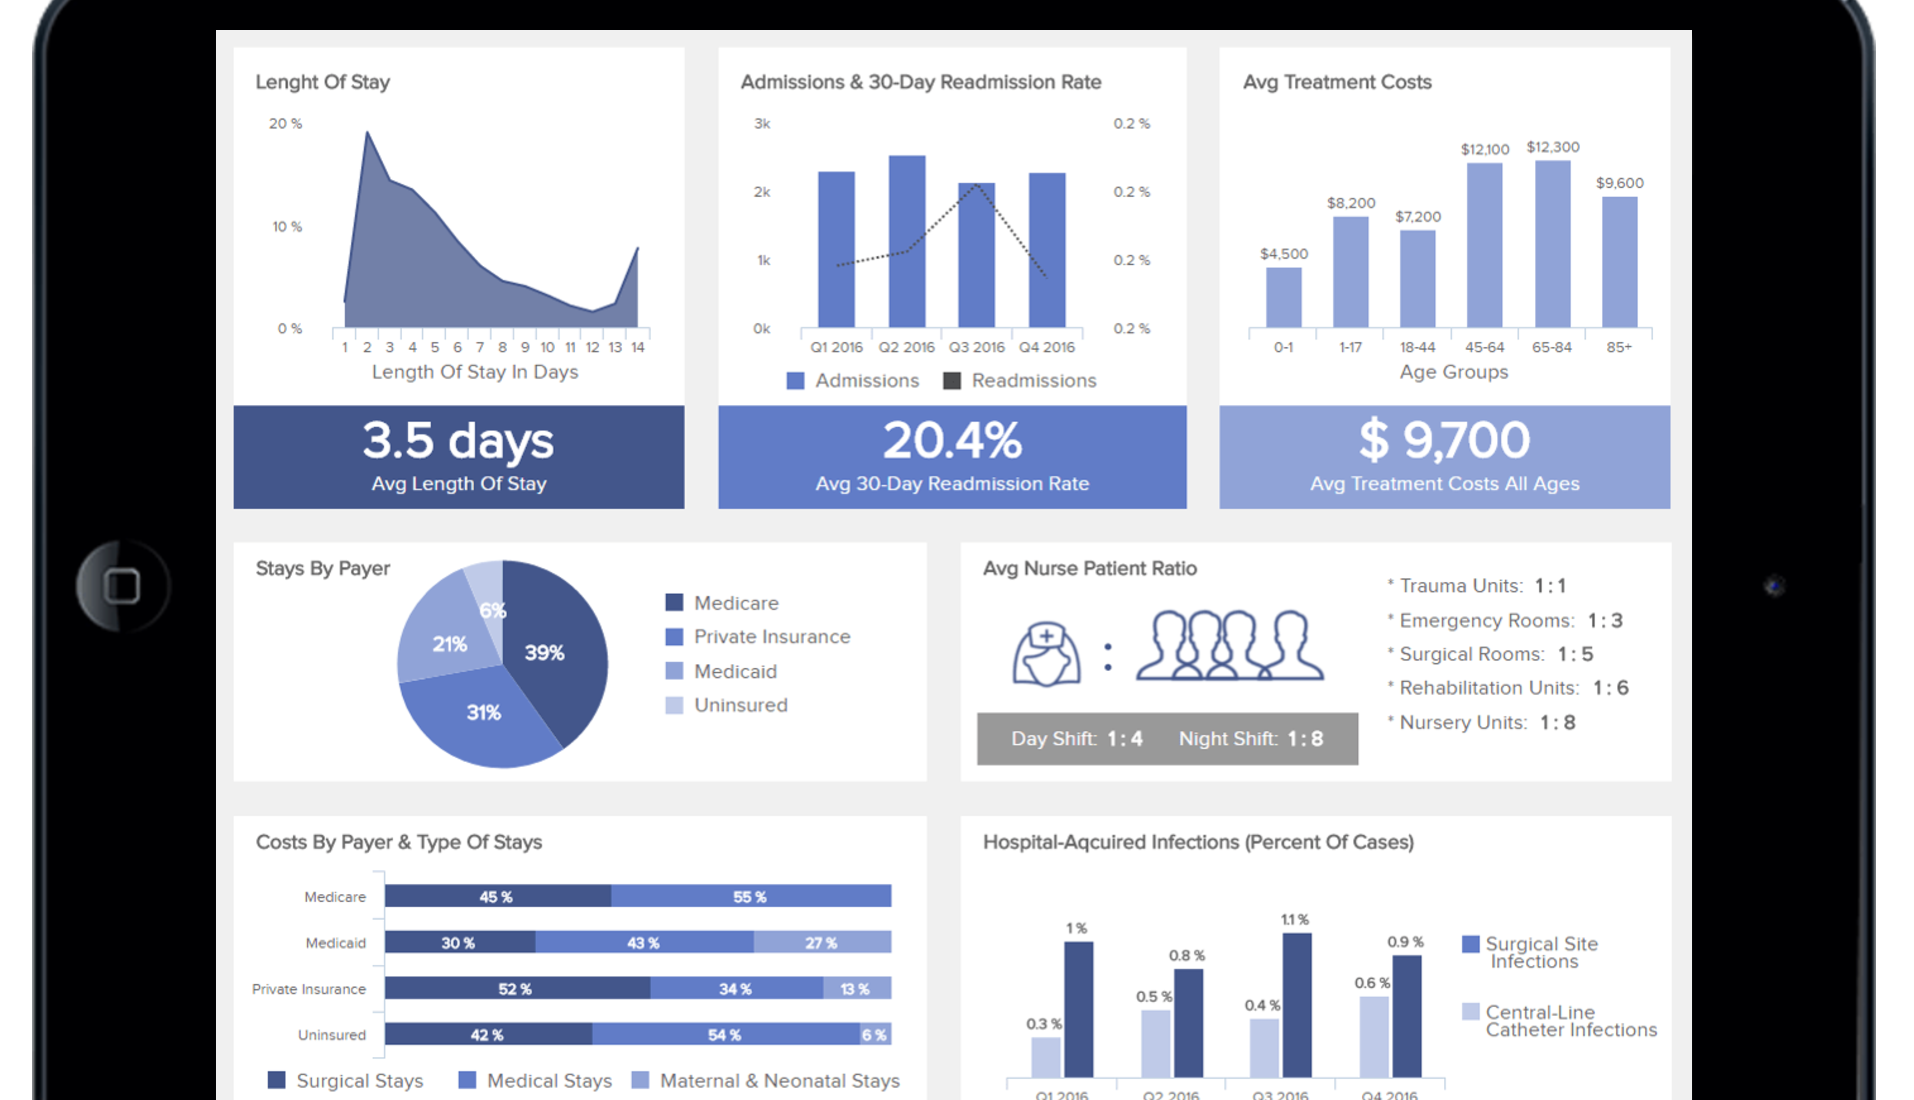 Lenght Of Stay
20 %
10 %
0 %
1 2 3 4 5 6 7 8 9 10 11 12 13 14
Length Of Stay In Days
3.5 days
Avg Length Of Stay
Admissions & 30-Day Readmission Rate
3k
2k
1k
0k
0.2 %
0.2 %
0.2 %
0.2 %
Q1 2016 Q2 2016 Q3 2016 Q4 2016
Admissions Readmissions
20.4%
Avg 30-Day Readmission Rate
Avg Treatment Costs
$4,500
$8,200
$7,200
$12,100
$12,300
$9,600
0-1 1-17 18-44 45-64 65-84 85+
Age Groups
$ 9,700
Avg Treatment Costs All Ages
Stays By Payer
6%
39%
21%
31%
Medicare
Private Insurance
Medicaid
Uninsured
Avg Nurse Patient Ratio
:
Day Shift: 1 : 4 Night Shift: 1 : 8
* Trauma Units: 1 : 1
* Emergency Rooms: 1 : 3
* Surgical Rooms: 1 : 5
* Rehabilitation Units: 1 : 6
* Nursery Units: 1 : 8
Costs By Payer & Type Of Stays
Medicare 45 % 55 %
Medicaid 30 % 43 % 27 %
Private Insurance 52 % 34 % 13 %
Uninsured 42 % 54 % 6 %
Surgical Stays Medical Stays Maternal & Neonatal Stays
Hospital-Aqcuired Infections (Percent Of Cases)
0.3 %
1 %
0.5 %
0.8 %
0.4 %
1.1 %
0.6 %
0.9 %
Q1 2016 Q2 2016 Q3 2016 Q4 2016
Surgical Site
Infections
Central-Line
Catheter Infections